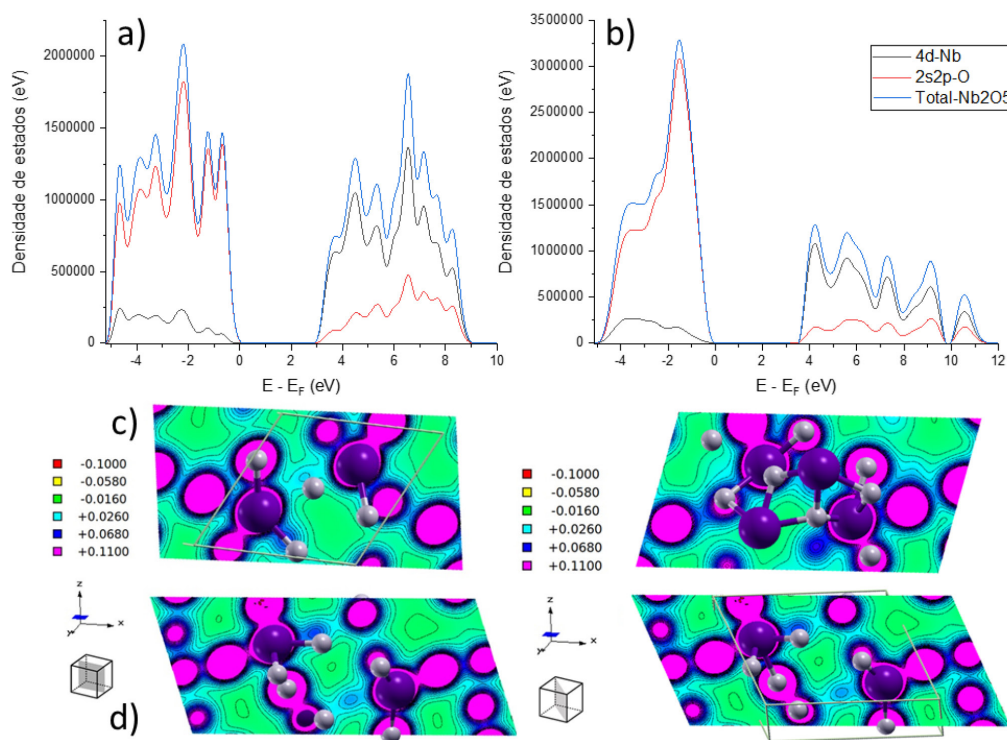 a)
2000000
1500000
1000000
500000
0
Densidade de estados (eV)
-4 -2 0 2 4 6 8 10
E - EF (eV)
b)
3500000
3000000
2500000
2000000
1500000
1000000
500000
0
Densidade de estados (eV)
-4 -2 0 2 4 6 8 10 12
E - EF (eV)
4d-Nb
2s2p-O
Total-Nb2O5
c)
-0.1000
-0.0580
-0.0160
+0.0260
+0.0680
+0.1100
-0.1000
-0.0580
-0.0160
+0.0260
+0.0680
+0.1100
d)
z
y
x
z
y
x